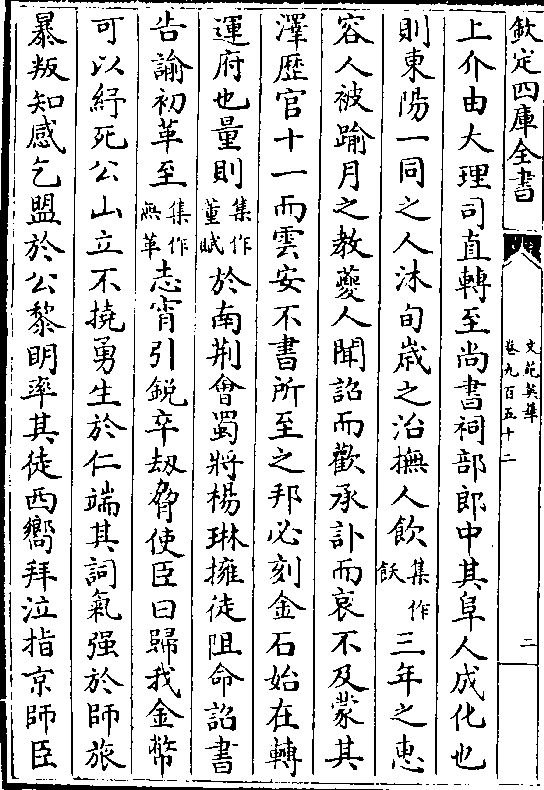 欽定四庫全書
文苑英華
卷九百五十二
二
上介由大理司直轉至尚書祠部郎中其阜人成化也
則東陽一同之人沐旬歲之治撫人飲集作飫三年之惠
容人被踰月之教夔人聞詔而歡承訃而哀不及蒙其
澤歷官十一而雲安不書所至之邦必刻金石始在轉
運府也量則集作董賦於南荆會蜀將楊琳擁徒阻命詔書
告諭初革至集作無革志宵引銳卒刼脅使臣曰歸我金幣
可以紓死公山立不撓勇生於仁端其詞氣强於師旅
暴叛知感乞盟於公黎明率其徒西嚮拜泣指京師臣